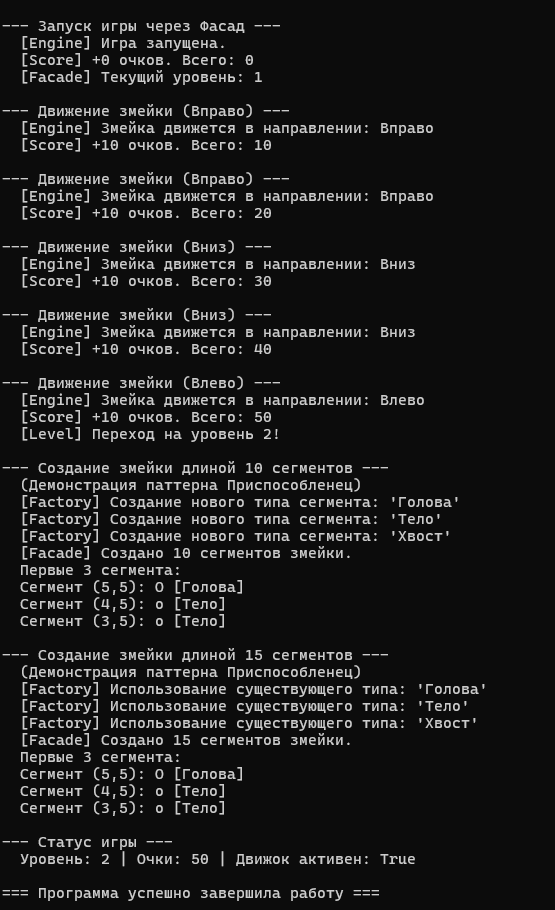 --- Запуск игры через Фасад ---
[Engine] Игра запущена.
[Score] +0 очков. Всего: 0
[Facade] Текущий уровень: 1
--- Движение змейки (Вправо) ---
[Engine] Змейка движется в направлении: Вправо
[Score] +10 очков. Всего: 10
--- Движение змейки (Вправо) ---
[Engine] Змейка движется в направлении: Вправо
[Score] +10 очков. Всего: 20
--- Движение змейки (Вниз) ---
[Engine] Змейка движется в направлении: Вниз
[Score] +10 очков. Всего: 30
--- Движение змейки (Вниз) ---
[Engine] Змейка движется в направлении: Вниз
[Score] +10 очков. Всего: 40
--- Движение змейки (Влево) ---
[Engine] Змейка движется в направлении: Влево
[Score] +10 очков. Всего: 50
[Level] Переход на уровень 2!
--- Создание змейки длиной 10 сегментов ---
(Демонстрация паттерна Приспособленец)
[Factory] Создание нового типа сегмента: 'Голова'
[Factory] Создание нового типа сегмента: 'Тело'
[Factory] Создание нового типа сегмента: 'Хвост'
[Facade] Создано 10 сегментов змейки.
Первые 3 сегмента:
Сегмент (5,5): O [Голова]
Сегмент (4,5): o [Тело]
Сегмент (3,5): o [Тело]
--- Создание змейки длиной 15 сегментов ---
(Демонстрация паттерна Приспособленец)
[Factory] Использование существующего типа: 'Голова'
[Factory] Использование существующего типа: 'Тело'
[Factory] Использование существующего типа: 'Хвост'
[Facade] Создано 15 сегментов змейки.
Первые 3 сегмента:
Сегмент (5,5): O [Голова]
Сегмент (4,5): o [Тело]
Сегмент (3,5): o [Тело]
--- Статус игры ---
Уровень: 2 | Очки: 50 | Движок активен: True
=== Программа успешно завершила работу ===